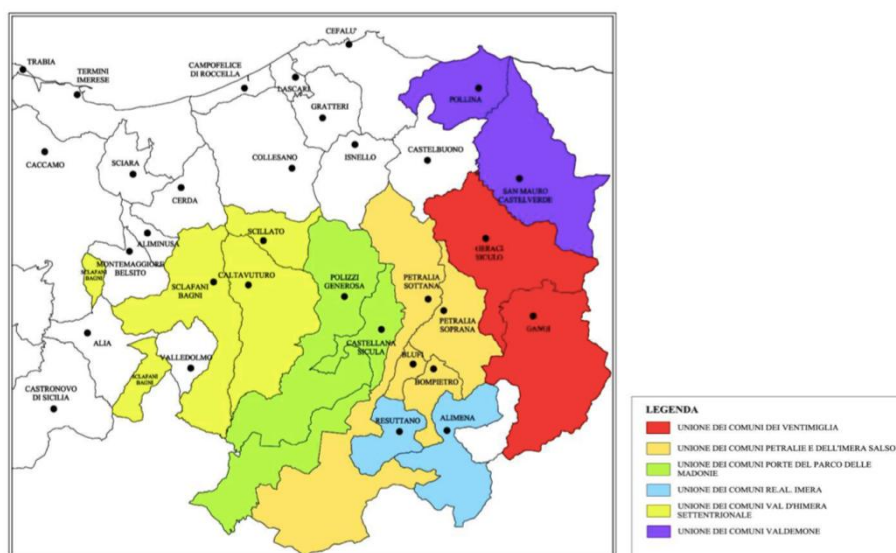 CEFALU'
TRABIA
TERMINI
IMERESE
CAMPOFELICE
DI ROCCELLA
LASCARI
GRATTERI
POLLINA
CACCAMO
SCIARA
COLLESANO
ISNELLO
CASTELBUONO
CERDA
SAN MAURO
CASTELVERDE
ALIMINUSA
SCILLATO
GERACI
SICULO
MONTEMAGGIORE
BELSITO
SCLAFANI
BAGNI
SCLAFANI
BAGNI
CALTAVUTURO
POLIZZI
GENEROSA
PETRALIA
SOTTANA
PETRALIA
SOPRANA
GANGI
ALIA
VALLEDOLMO
CASTELLANA
SICULA
BLUFI
BOMPIETRO
SCLAFANI
BAGNI
CASTRONOVO
DI SICILIA
RESUTTANO
ALIMENA
LEGENDA
UNIONE DEI COMUNI DEI VENTIMIGLIA
UNIONE DEI COMUNI PETRALIE E DELL'IMERA SALSO
UNIONE DEI COMUNI PORTE DEL PARCO DELLE
MADONIE
UNIONE DEI COMUNI RE.AL. IMERA
UNIONE DEI COMUNI VAL D'HIMERA
SETTENTRIONALE
UNIONE DEI COMUNI VALDEMONE